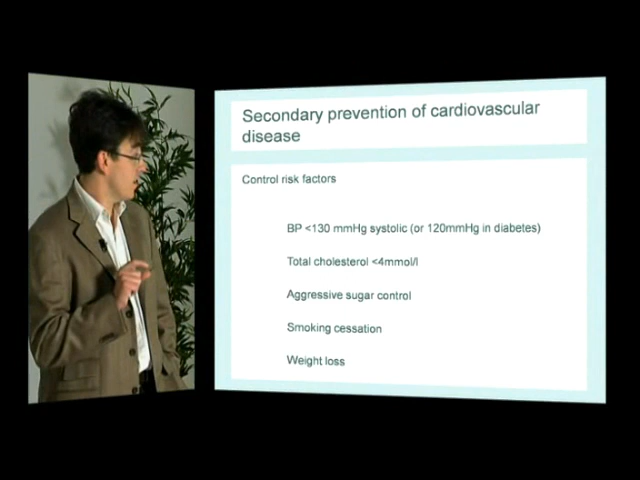 Secondary prevention of cardiovascular
disease
Control risk factors
BP <130 mmHg systolic (or 120mmHg in diabetes)
Total cholesterol <4mmol/l
Aggressive sugar control
Smoking cessation
Weight loss